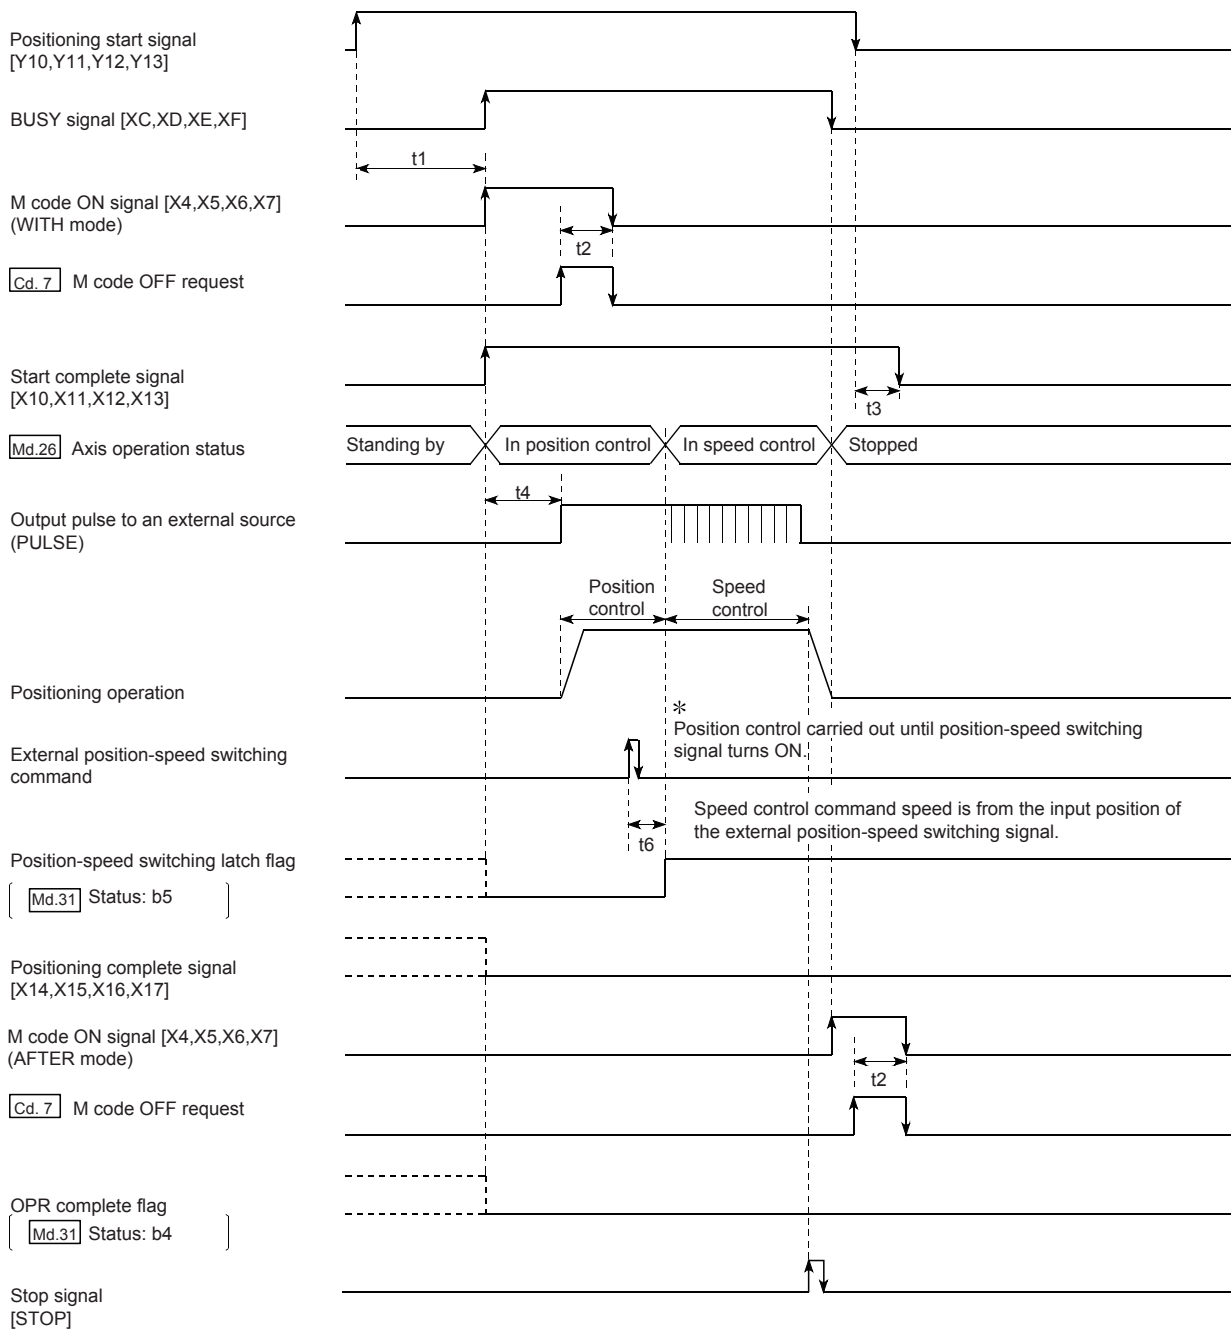 Positioning start signal
[Y10,Y11,Y12,Y13]
BUSY signal [XC,XD,XE,XF]
t1
M code ON signal [X4,X5,X6,X7]
(WITH mode)
t2
Cd. 7 M code OFF request
Start complete signal
[X10,X11,X12,X13]
t3
Md.26 Axis operation status
Standing by
In position control
In speed control
Stopped
t4
Output pulse to an external source
(PULSE)
Position
control
Speed
control
Positioning operation
*
Position control carried out until position-speed switching
signal turns ON.
External position-speed switching
command
Speed control command speed is from the input position of
the external position-speed switching signal.
t6
Position-speed switching latch flag
Md.31 Status: b5
Positioning complete signal
[X14,X15,X16,X17]
M code ON signal [X4,X5,X6,X7]
(AFTER mode)
t2
Cd. 7 M code OFF request
OPR complete flag
Md.31 Status: b4
Stop signal
[STOP]